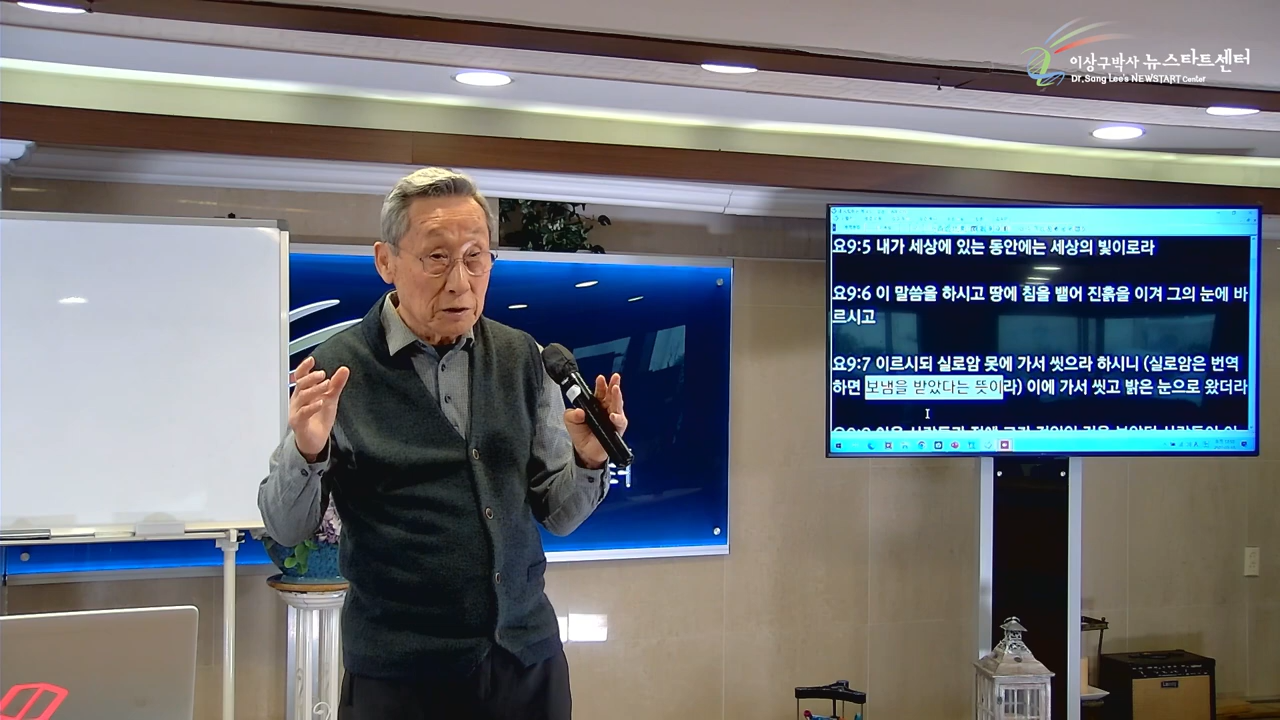 이상구박사 뉴스타트센터
Dr.Sang Lee's NEWSTART Center
요9:5 내가 세상에 있는 동안에는 세상의 빛이로라
요9:6 이 말씀을 하시고 땅에 침을 뱉어 진흙을 이겨 그의 눈에 바
르시고
요9:7 이르시되 실로암 못에 가서 씻으라 하시니 (실로암은 번역
하면 보냄을 받았다는 뜻이라) 이에 가서 씻고 밝은 눈으로 왔더라